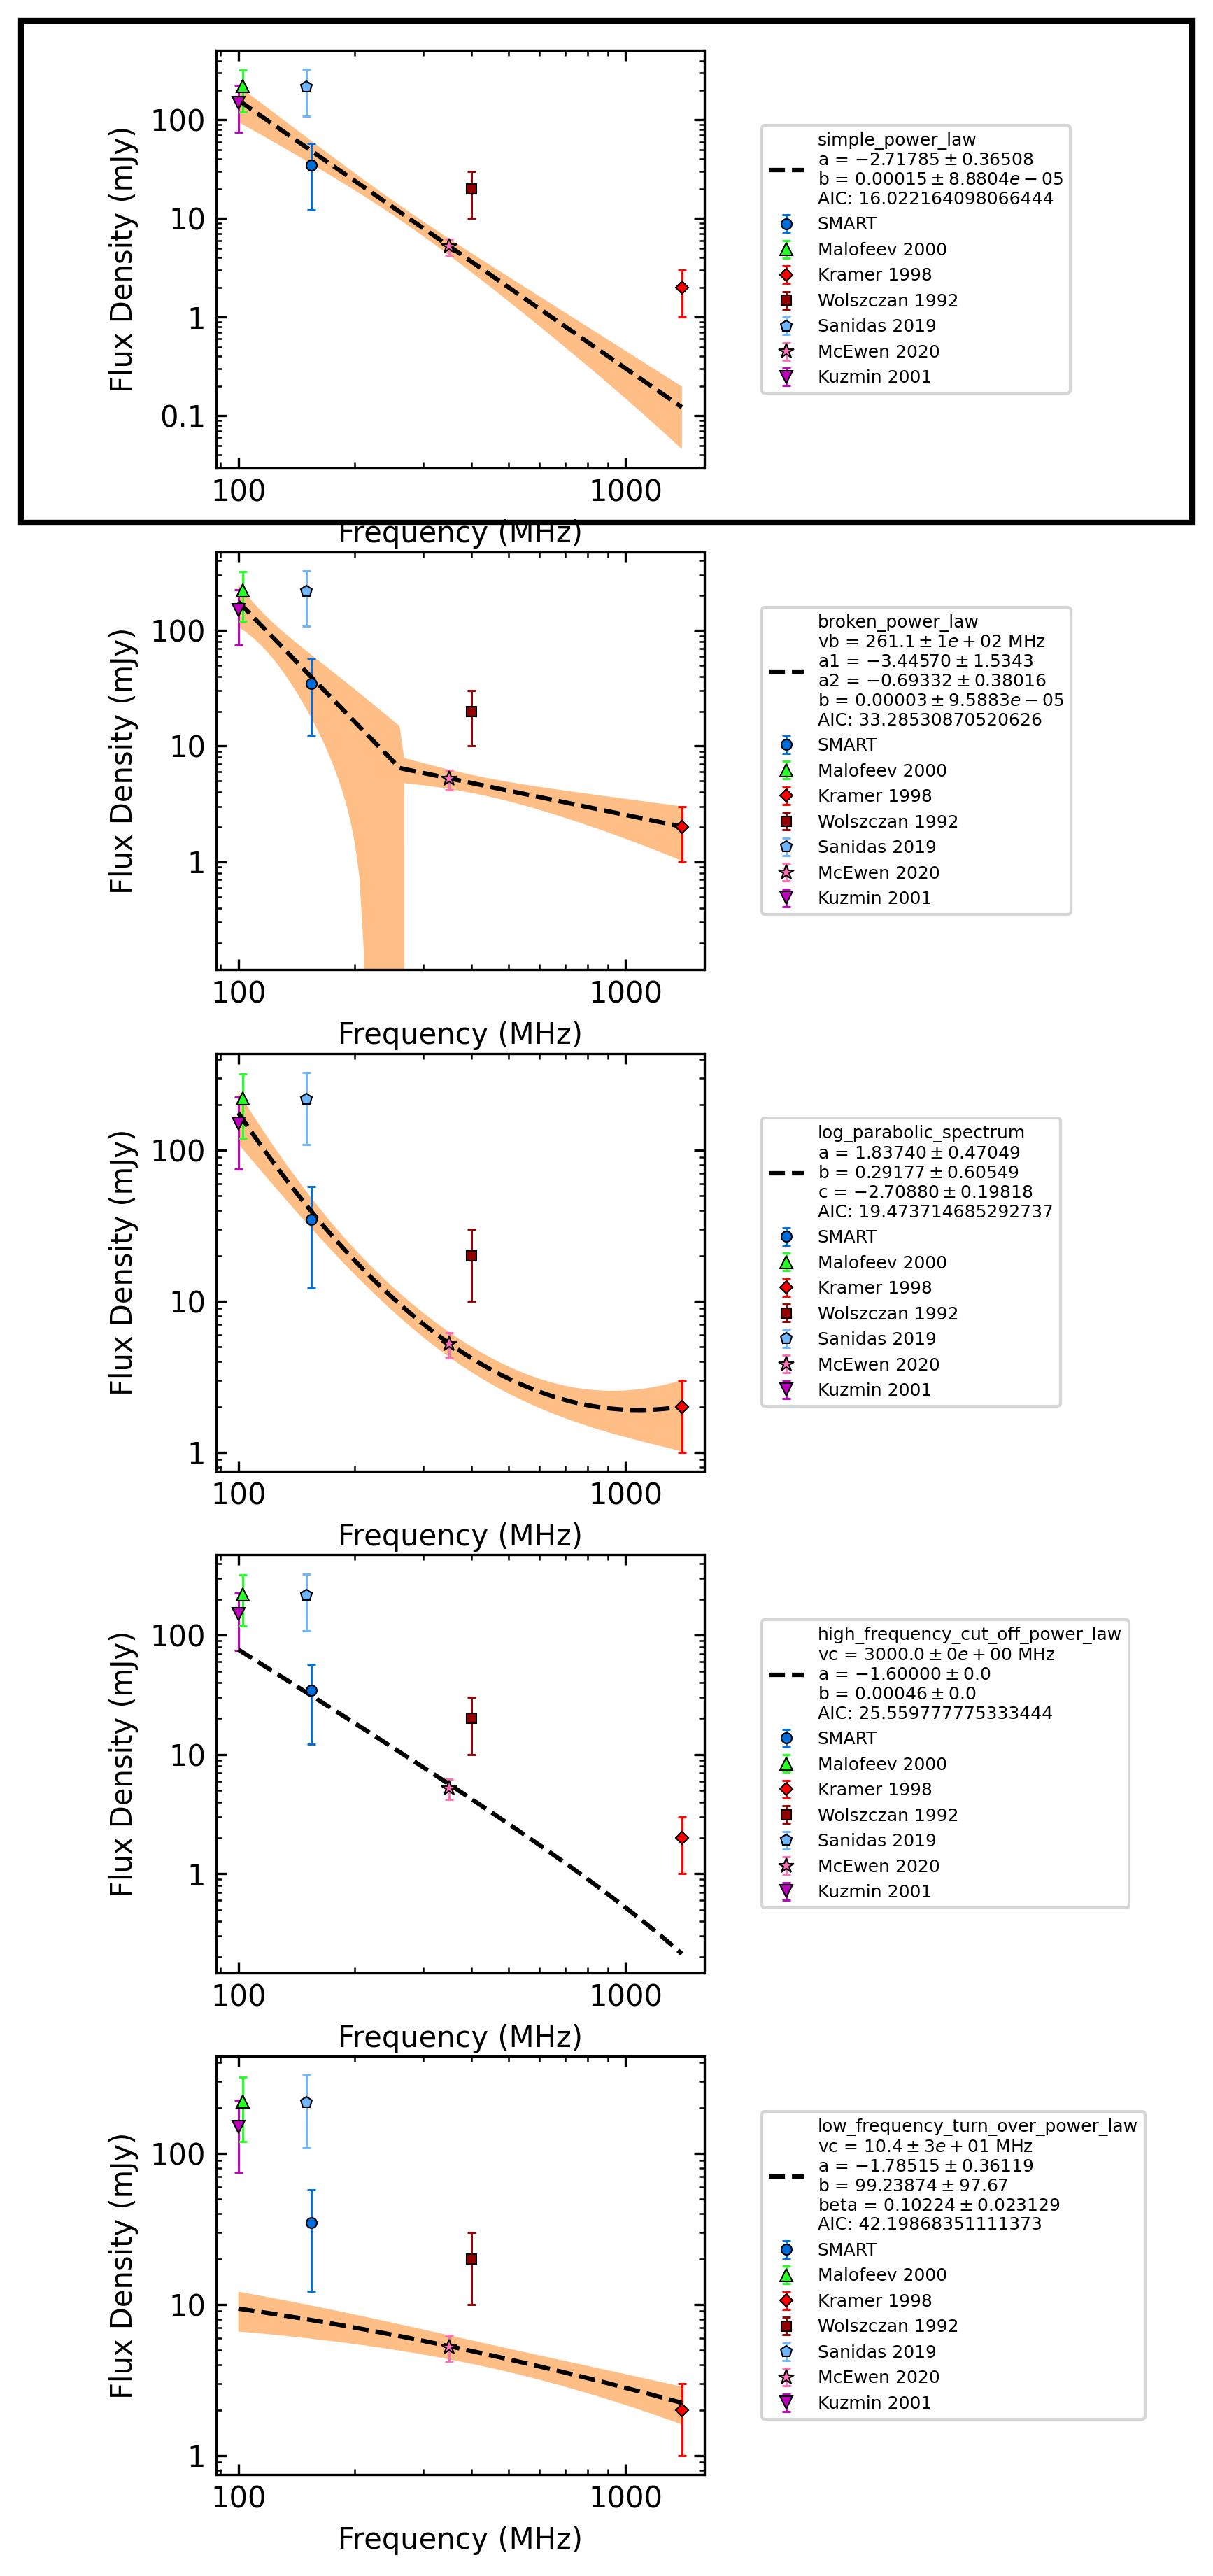 Flux Density (mJy)
100
10
1
0.1
100
1000
Frequency (MHz)
simple_power_law
a = −2.71785 ± 0.36508
b = 0.00015 ± 8.8804e − 05
AIC: 16.022164098066444
SMART
Malofeev 2000
Kramer 1998
Wolszczan 1992
Sanidas 2019
McEwen 2020
Kuzmin 2001
Flux Density (mJy)
100
10
1
100
1000
Frequency (MHz)
broken_power_law
vb = 261.1 ± 1e + 02 MHz
a1 = −3.44570 ± 1.5343
a2 = −0.69332 ± 0.38016
b = 0.00003 ± 9.5883e − 05
AIC: 33.28530870520626
SMART
Malofeev 2000
Kramer 1998
Wolszczan 1992
Sanidas 2019
McEwen 2020
Kuzmin 2001
Flux Density (mJy)
100
10
1
100
1000
Frequency (MHz)
log_parabolic_spectrum
a = 1.83740 ± 0.47049
b = 0.29177 ± 0.60549
c = −2.70880 ± 0.19818
AIC: 19.473714685292737
SMART
Malofeev 2000
Kramer 1998
Wolszczan 1992
Sanidas 2019
McEwen 2020
Kuzmin 2001
Flux Density (mJy)
100
10
1
100
1000
Frequency (MHz)
high_frequency_cut_off_power_law
vc = 3000.0 ± 0e + 00 MHz
a = −1.60000 ± 0.0
b = 0.00046 ± 0.0
AIC: 25.559777775333444
SMART
Malofeev 2000
Kramer 1998
Wolszczan 1992
Sanidas 2019
McEwen 2020
Kuzmin 2001
Flux Density (mJy)
100
10
1
100
1000
Frequency (MHz)
low_frequency_turn_over_power_law
vc = 10.4 ± 3e + 01 MHz
a = −1.78515 ± 0.36119
b = 99.23874 ± 97.67
beta = 0.10224 ± 0.023129
AIC: 42.19868351111373
SMART
Malofeev 2000
Kramer 1998
Wolszczan 1992
Sanidas 2019
McEwen 2020
Kuzmin 2001